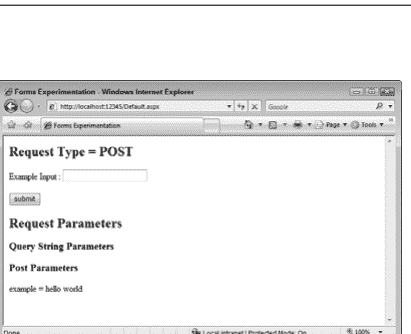 Forms Experimentation - Windows Internet Explorer
http://localhost:12345/Default.aspx
Google
Forms Experimentation
Page
Tools
Request Type = POST
Example Input :
submit
Request Parameters
Query String Parameters
Post Parameters
example = hello world
Done
Local intranet | Protected Mode: On
100%